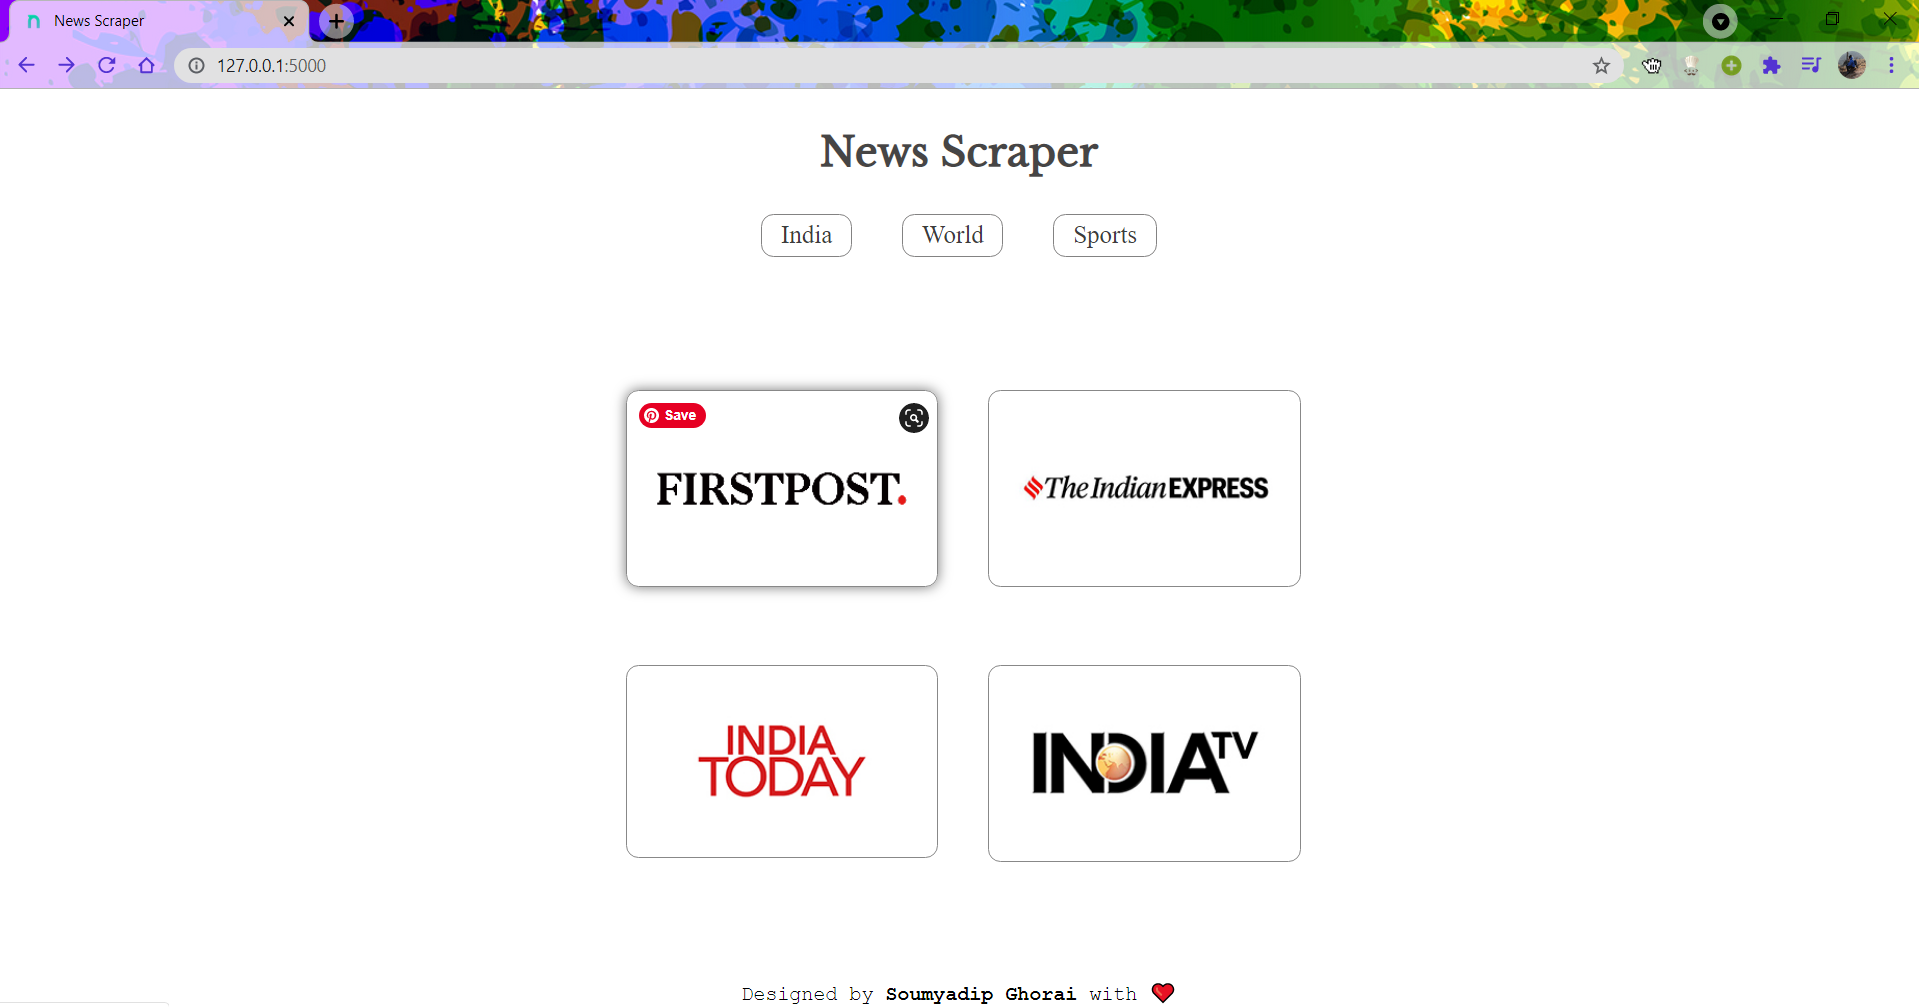 News Scraper
127.0.0.1:5000
News Scraper
India World Sports
Save
FIRSTPOST.
The Indian EXPRESS
INDIA
TODAY
INDIA TV
Designed by Soumyadip Ghorai with ❤